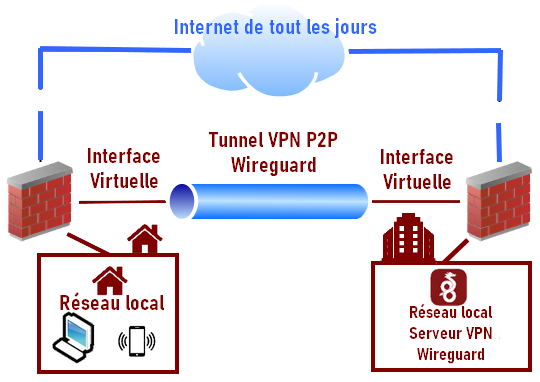 Internet de tout les jours
Tunnel VPN P2P
Wireguard
Interface
Virtuelle
Interface
Virtuelle
Réseau local
Réseau local
Serveur VPN
Wireguard